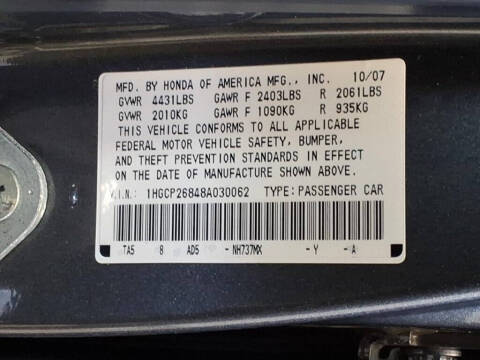 MFD. BY HONDA OF AMERICA MFG., INC. 10/07
GVWR 4431LBS GAWR F 2403LBS R 2061LBS
GVWR 2010KG GAWR F 1090KG R 935KG
THIS VEHICLE CONFORMS TO ALL APPLICABLE
FEDERAL MOTOR VEHICLE SAFETY, BUMPER,
AND THEFT PREVENTION STANDARDS IN EFFECT
ON THE DATE OF MANUFACTURE SHOWN ABOVE.
V.I.N.: 1HGCP26848A030062 TYPE: PASSENGER CAR
TA5 8 AD5 - NH737MX - Y - A